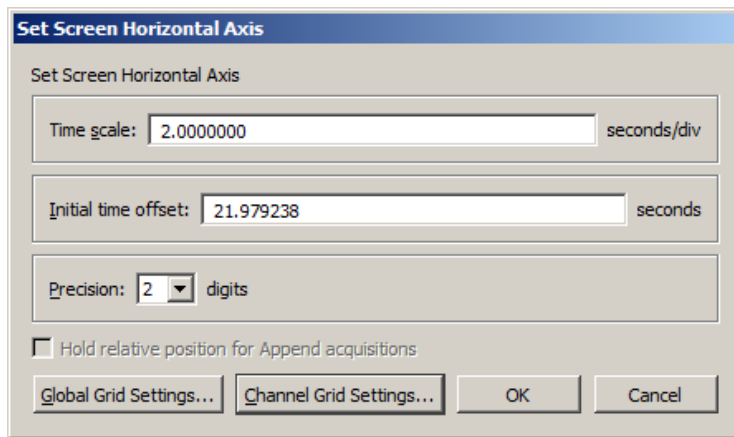 Set Screen Horizontal Axis
Set Screen Horizontal Axis
Time scale: 2.0000000 seconds/div
Initial time offset: 21.979238 seconds
Precision: 2 digits
Hold relative position for Append acquisitions
Global Grid Settings... Channel Grid Settings... OK Cancel